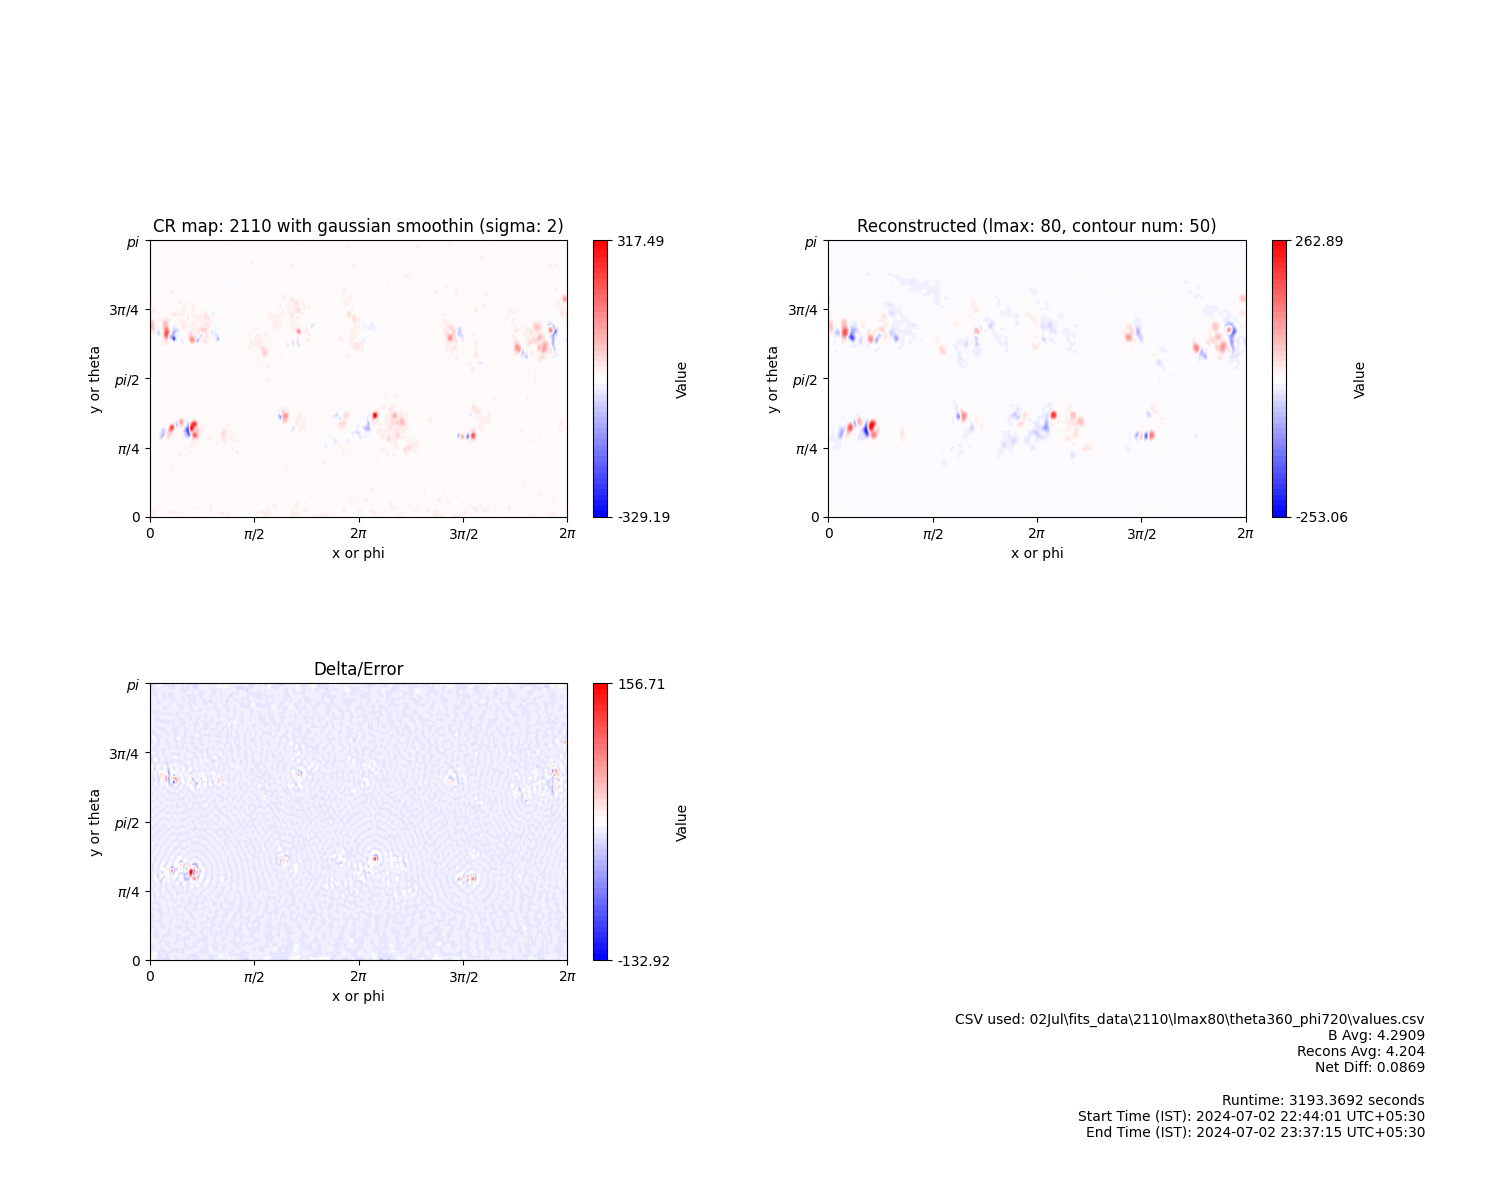 CR map: 2110 with gaussian smoothin (sigma: 2)
pi
3π/4
pi/2
π/4
0
y or theta
0 π/2 2π 3π/2 2π
x or phi
317.49
-329.19
Value
Reconstructed (lmax: 80, contour num: 50)
pi
3π/4
pi/2
π/4
0
y or theta
0 π/2 2π 3π/2 2π
x or phi
262.89
-253.06
Value
Delta/Error
pi
3π/4
pi/2
π/4
0
y or theta
0 π/2 2π 3π/2 2π
x or phi
156.71
-132.92
Value
CSV used: 02Jul\fits_data\2110\lmax80\theta360_phi720\values.csv
B Avg: 4.2909
Recons Avg: 4.204
Net Diff: 0.0869
Runtime: 3193.3692 seconds
Start Time (IST): 2024-07-02 22:44:01 UTC+05:30
End Time (IST): 2024-07-02 23:37:15 UTC+05:30